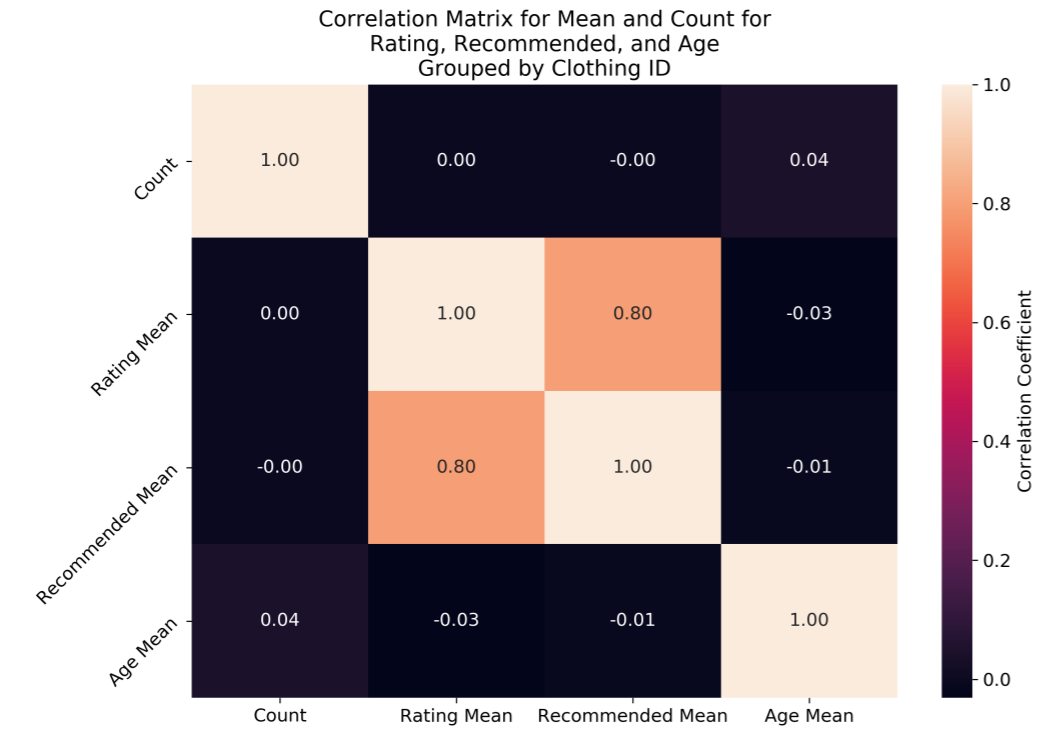 Correlation Matrix for Mean and Count for
Rating, Recommended, and Age
Grouped by Clothing ID
Count
1.00
0.00
-0.00
0.04
Rating Mean
0.00
1.00
0.80
-0.03
Recommended Mean
-0.00
0.80
1.00
-0.01
Age Mean
0.04
-0.03
-0.01
1.00
Count
Rating Mean
Recommended Mean
Age Mean
1.0
0.8
0.6
0.4
0.2
0.0
Correlation Coefficient